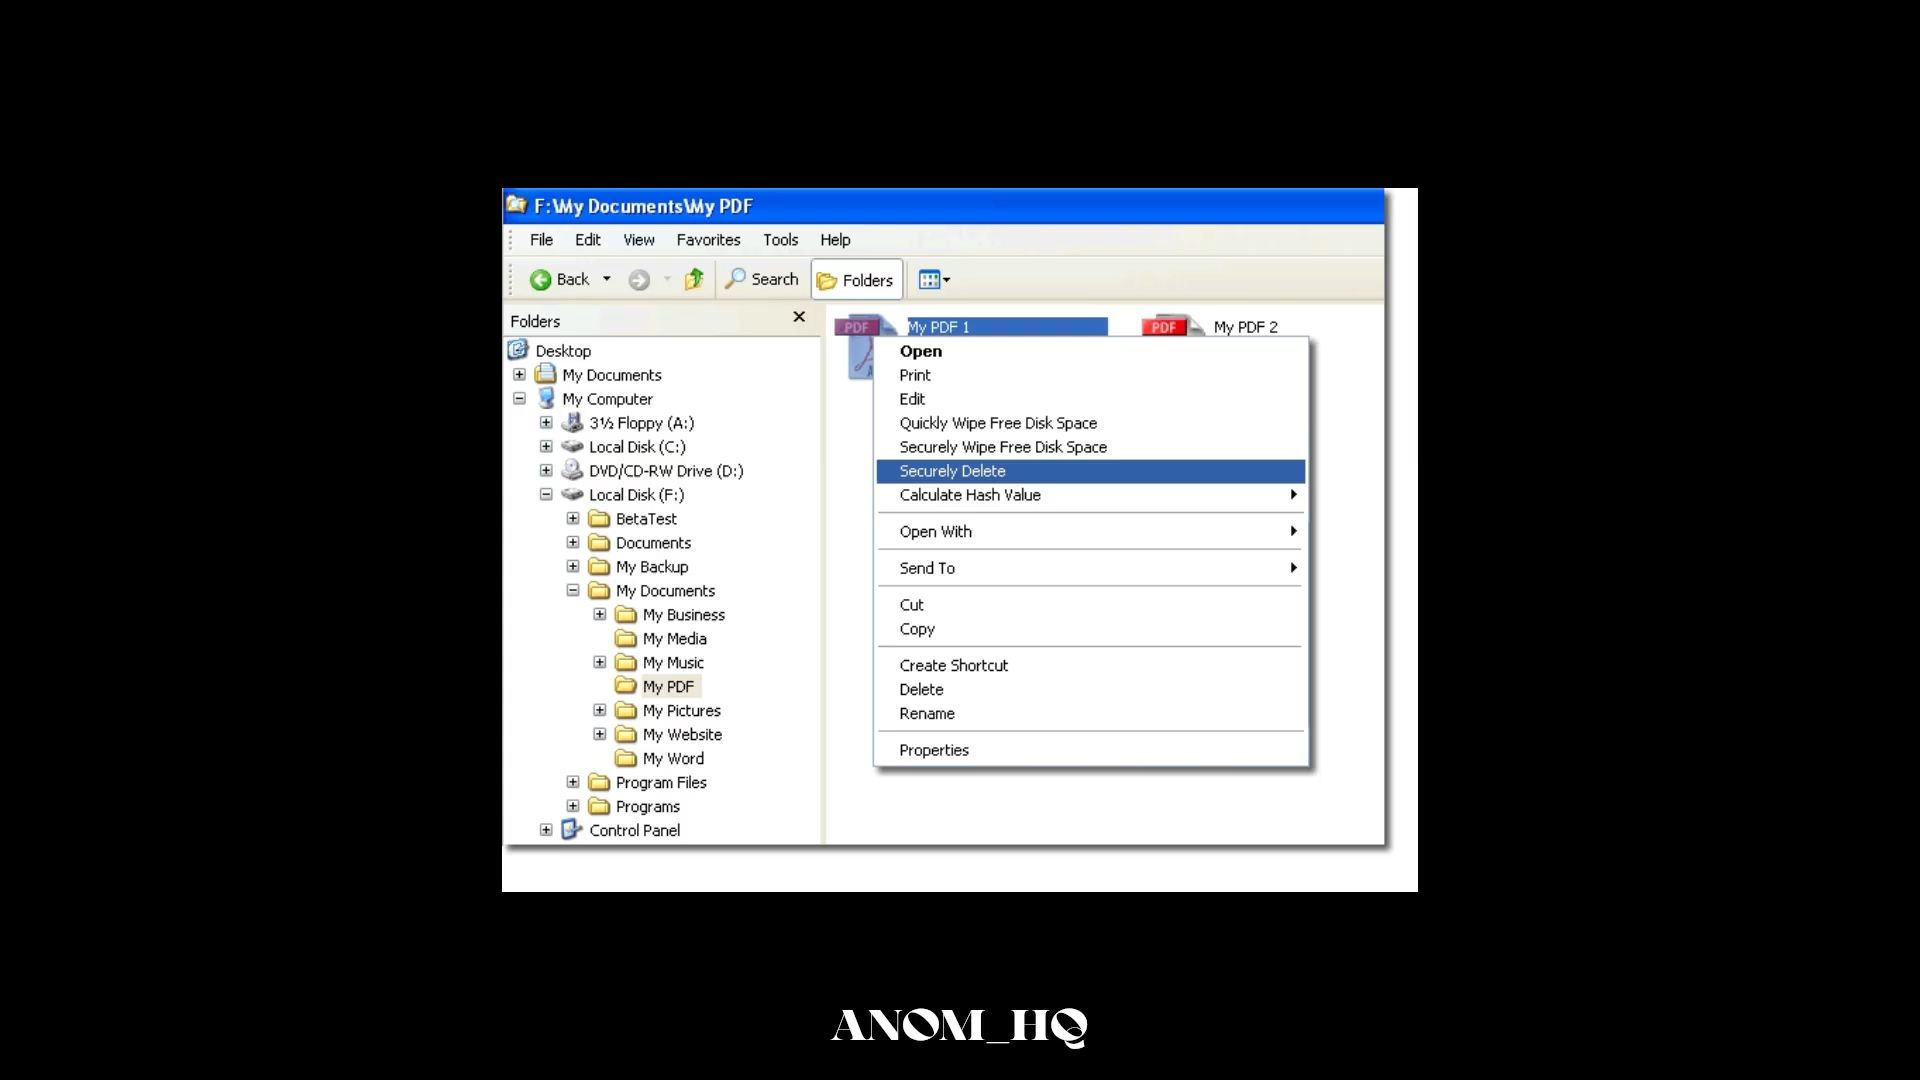 F:\My Documents\My PDF
File Edit View Favorites Tools Help
Back Search Folders
Folders
Desktop
My Documents
My Computer
3½ Floppy (A:)
Local Disk (C:)
DVD/CD-RW Drive (D:)
Local Disk (F:)
BetaTest
Documents
My Backup
My Documents
My Business
My Media
My Music
My PDF
My Pictures
My Website
My Word
Program Files
Programs
Control Panel
PDF My PDF 1 PDF My PDF 2
Open
Print
Edit
Quickly Wipe Free Disk Space
Securely Wipe Free Disk Space
Securely Delete
Calculate Hash Value
Open With
Send To
Cut
Copy
Create Shortcut
Delete
Rename
Properties
ANOM_HQ